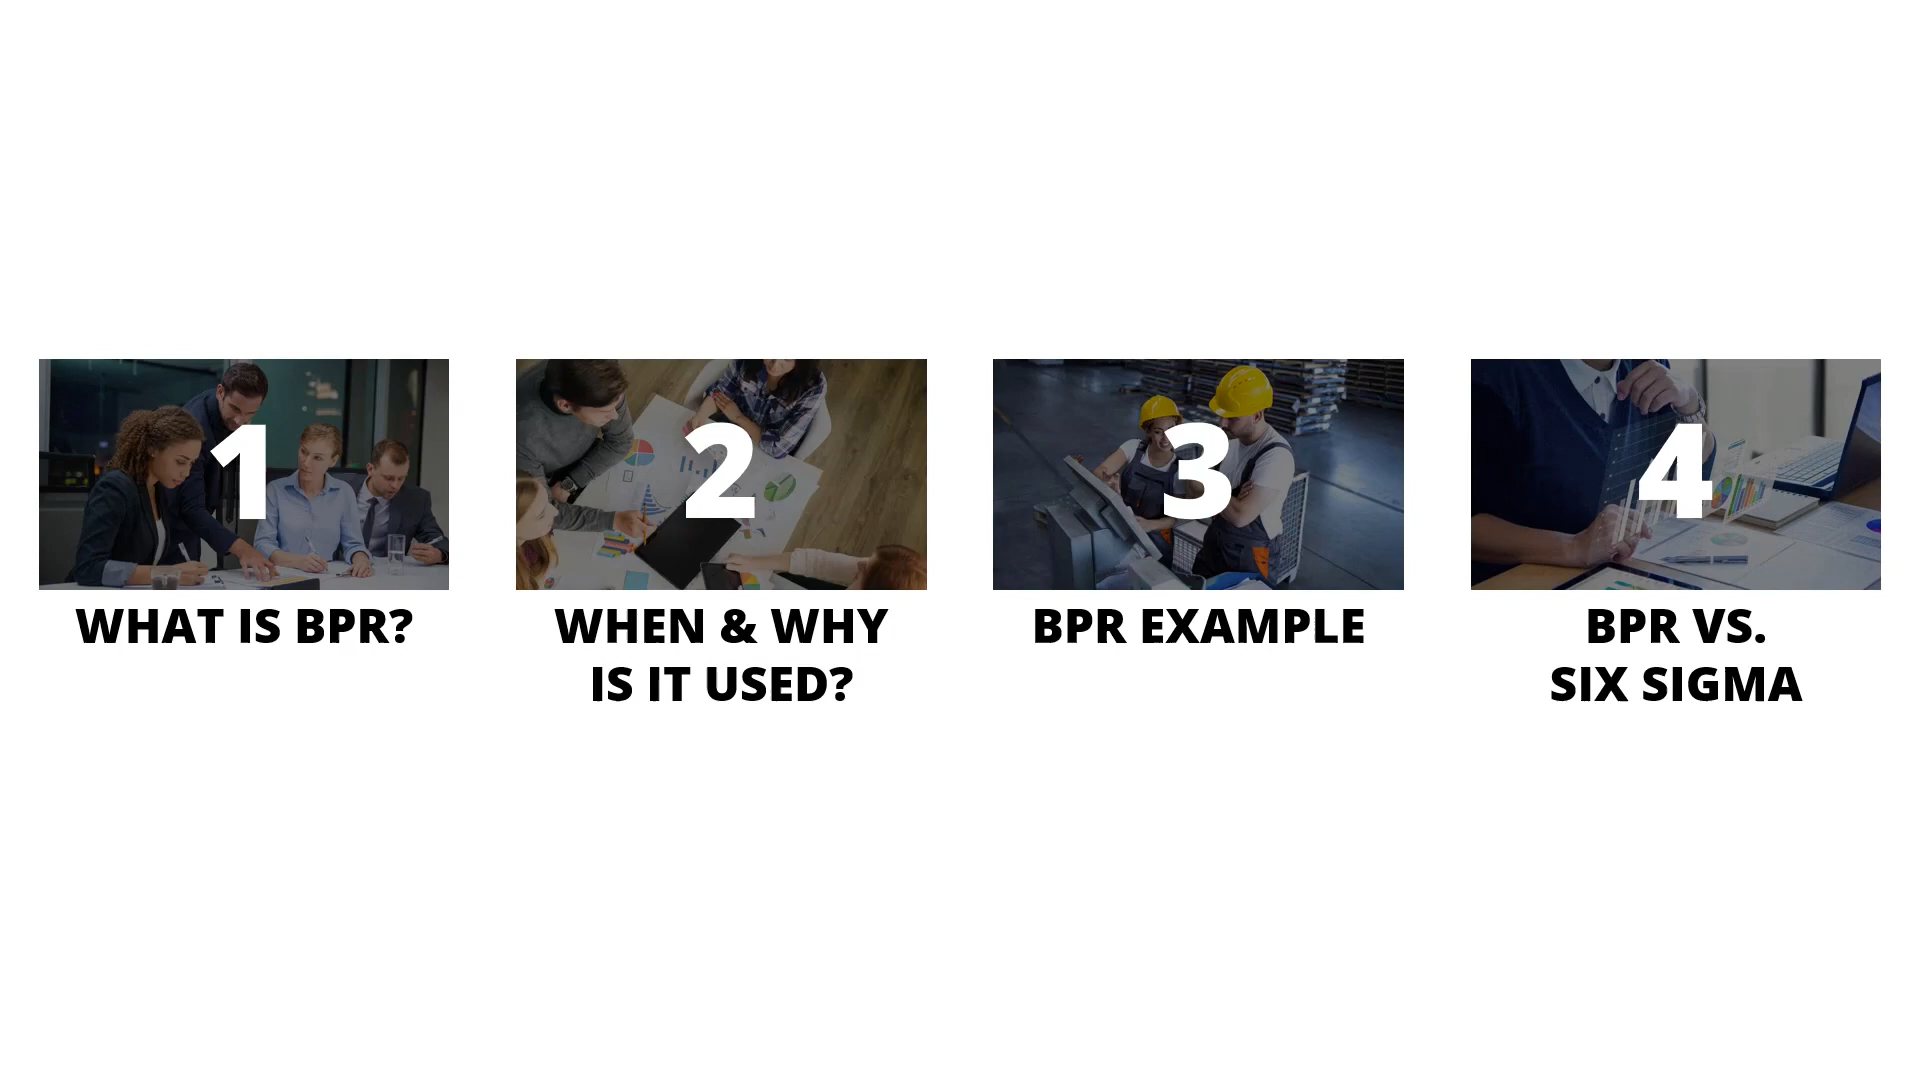 1
WHAT IS BPR?
2
WHEN & WHY
IS IT USED?
3
BPR EXAMPLE
4
BPR VS.
SIX SIGMA